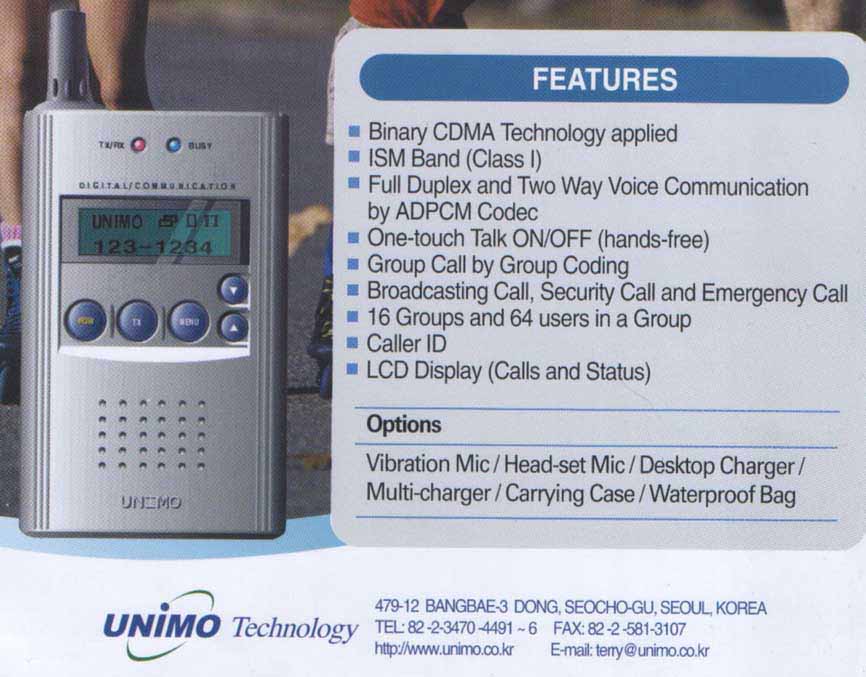 TX/RX BUSY
DIGITAL/COMMUNICATION
UNIMO
123-1234
POW TX MENU
UNIMO
FEATURES
Binary CDMA Technology applied
ISM Band (Class I)
Full Duplex and Two Way Voice Communication
by ADPCM Codec
One-touch Talk ON/OFF (hands-free)
Group Call by Group Coding
Broadcasting Call, Security Call and Emergency Call
16 Groups and 64 users in a Group
Caller ID
LCD Display (Calls and Status)
Options
Vibration Mic / Head-set Mic / Desktop Charger /
Multi-charger / Carrying Case / Waterproof Bag
UNiMO Technology
479-12 BANGBAE-3 DONG, SEOCHO-GU, SEOUL, KOREA
TEL: 82 -2-3470 -4491 ~ 6 FAX: 82 -2 -581-3107
http://www.unimo.co.kr E-mail: terry@unimo.co.kr